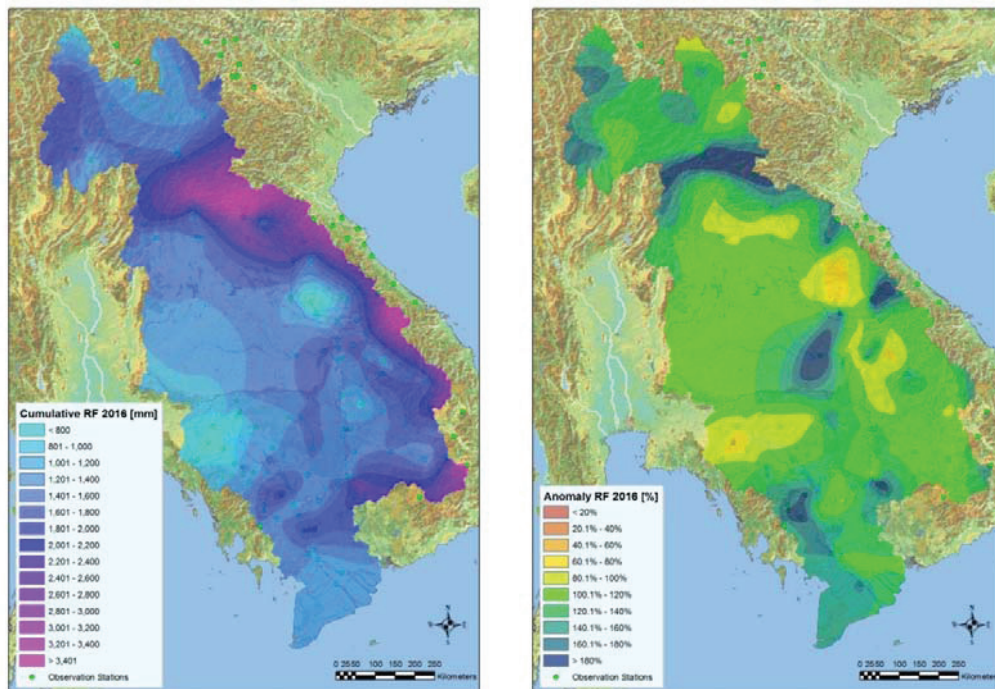 Cumulative RF 2016 [mm]
< 800
801 - 1,000
1,001 - 1,200
1,201 - 1,400
1,401 - 1,600
1,601 - 1,800
1,801 - 2,000
2,001 - 2,200
2,201 - 2,400
2,401 - 2,600
2,601 - 2,800
2,801 - 3,000
3,001 - 3,200
3,201 - 3,400
> 3,401
Observation Stations
N
W
E
S
0 25 50 100 150 200 250
Kilometers
Anomaly RF 2016 [%]
< 20%
20.1% - 40%
40.1% - 60%
60.1% - 80%
80.1% - 100%
100.1% - 120%
120.1% - 140%
140.1% - 160%
160.1% - 180%
> 180%
Observation Stations
N
W
E
S
0 25 50 100 150 200 250
Kilometers